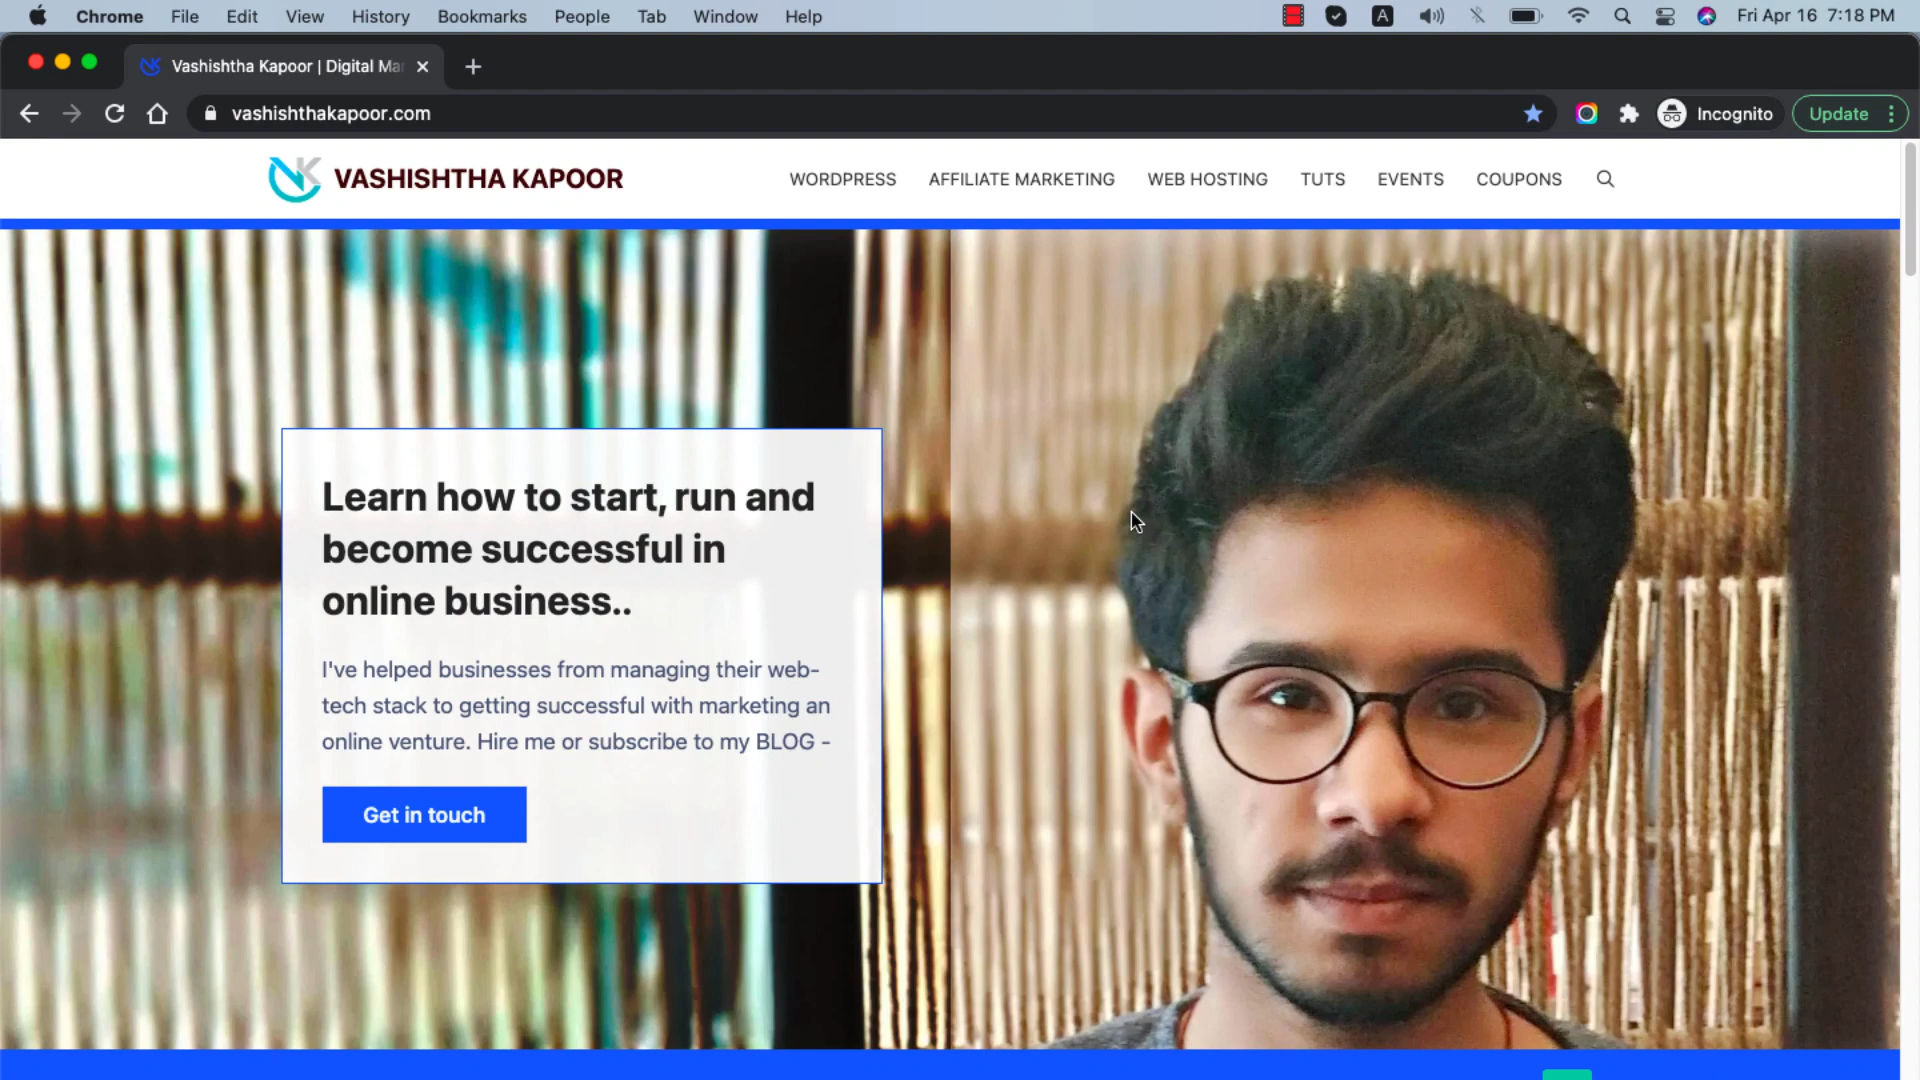 Chrome File Edit View History Bookmarks People Tab Window Help
A
Fri Apr 16 7:18 PM
Vashishtha Kapoor | Digital Ma
vashishthakapoor.com
Incognito
Update
VASHISHTHA KAPOOR
WORDPRESS AFFILIATE MARKETING WEB HOSTING TUTS EVENTS COUPONS
Learn how to start, run and
become successful in
online business..
I've helped businesses from managing their web-
tech stack to getting successful with marketing an
online venture. Hire me or subscribe to my BLOG -
Get in touch